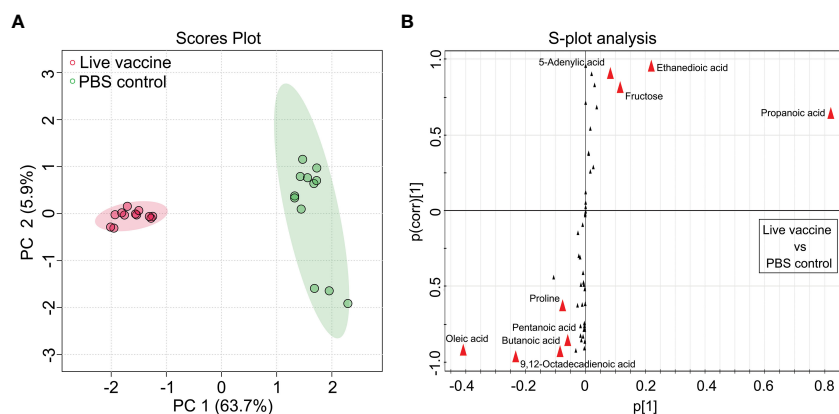 A
Scores Plot
Live vaccine
PBS control
3
2
1
0
-1
-2
-3
PC 2 (5.9%)
-2
-1
0
1
2
PC 1 (63.7%)
B
S-plot analysis
5-Adenylic acid
Ethanedioic acid
Fructose
Propanoic acid
Live vaccine
vs
PBS control
Proline
Pentanoic acid
Butanoic acid
Oleic acid
9,12-Octadecadienoic acid
1.0
0.5
0
0.5
-1.0
p(corr)[1]
-0.4
-0.2
0
0.2
0.4
0.6
0.8
p[1]